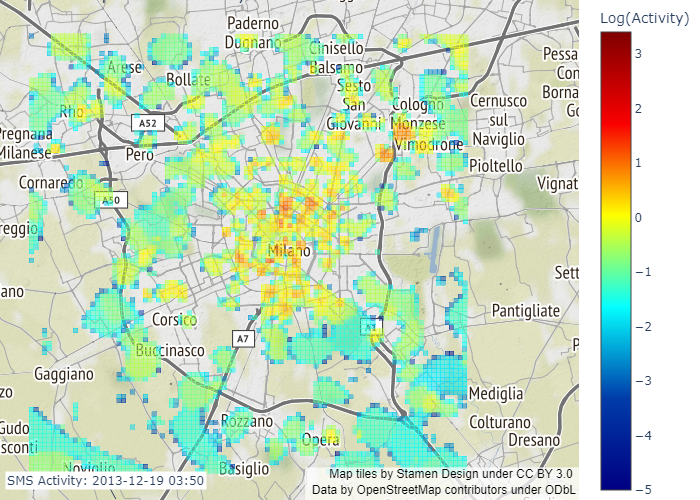 Log(Activity)
3
2
1
0
−1
−2
−3
−4
−5
Paderno
Dugnano
Cinisello
Balsamo
Arese
Bollate
Sesto
San
Giovanni
Cologno
Monzese
Cernusco
sul
Naviglio
Pessa
Con
Borna
Go
Rho
A52
Vimodrone
Pregnana
Milanese
Pero
Pioltello
Cornaredo
Vignat
A50
reggio
Milano
Sett
ano
Pantigliate
Corsico
A7
A1
P
Buccinasco
Gaggiano
Mediglia
zo
Rozzano
Colturano
Gudo
sconti
Opera
Dresano
Noviglio
Basiglio
SMS Activity: 2013-12-19 03:50
Map tiles by Stamen Design under CC BY 3.0
Data by OpenStreetMap contributors under ODbL